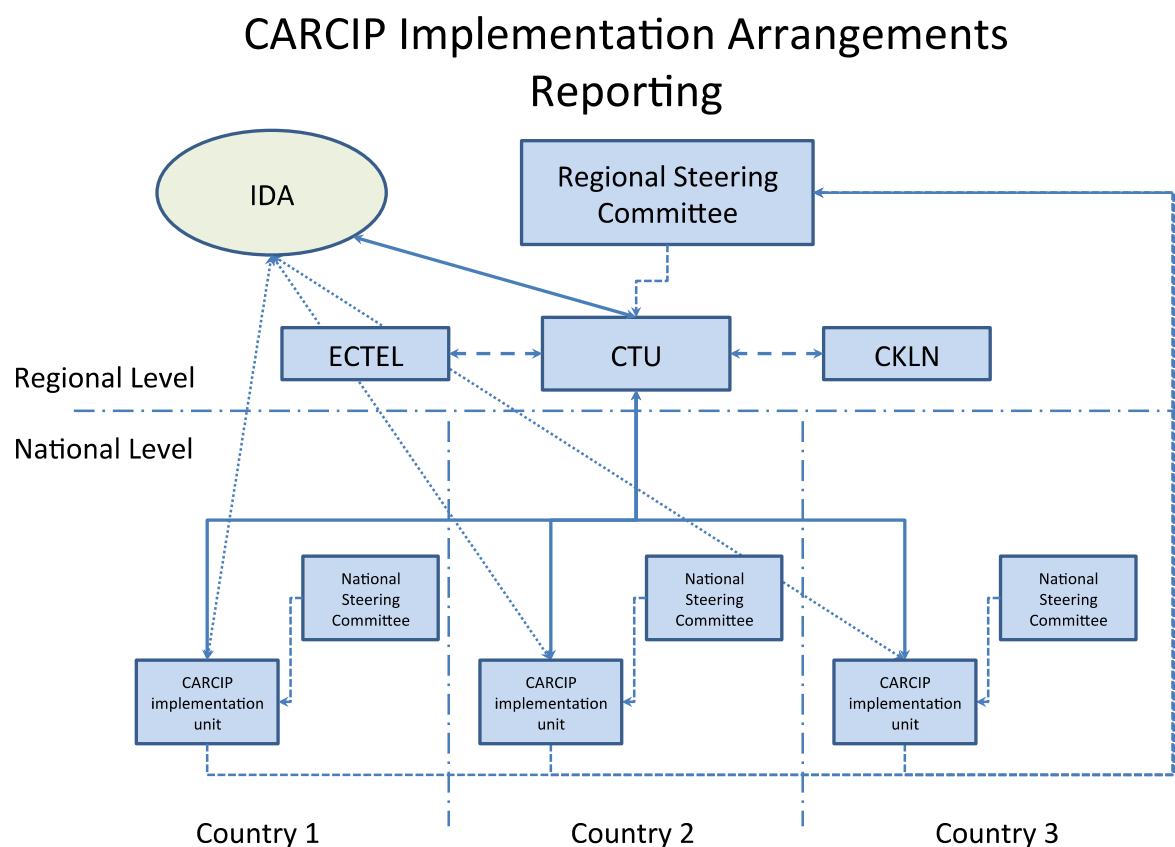 CARCIP Implementation Arrangements
Reporting
IDA
Regional Steering
Committee
ECTEL
CTU
CKLN
Regional Level
National Level
National
Steering
Committee
National
Steering
Committee
National
Steering
Committee
CARCIP
implementation
unit
CARCIP
implementation
unit
CARCIP
implementation
unit
Country 1
Country 2
Country 3